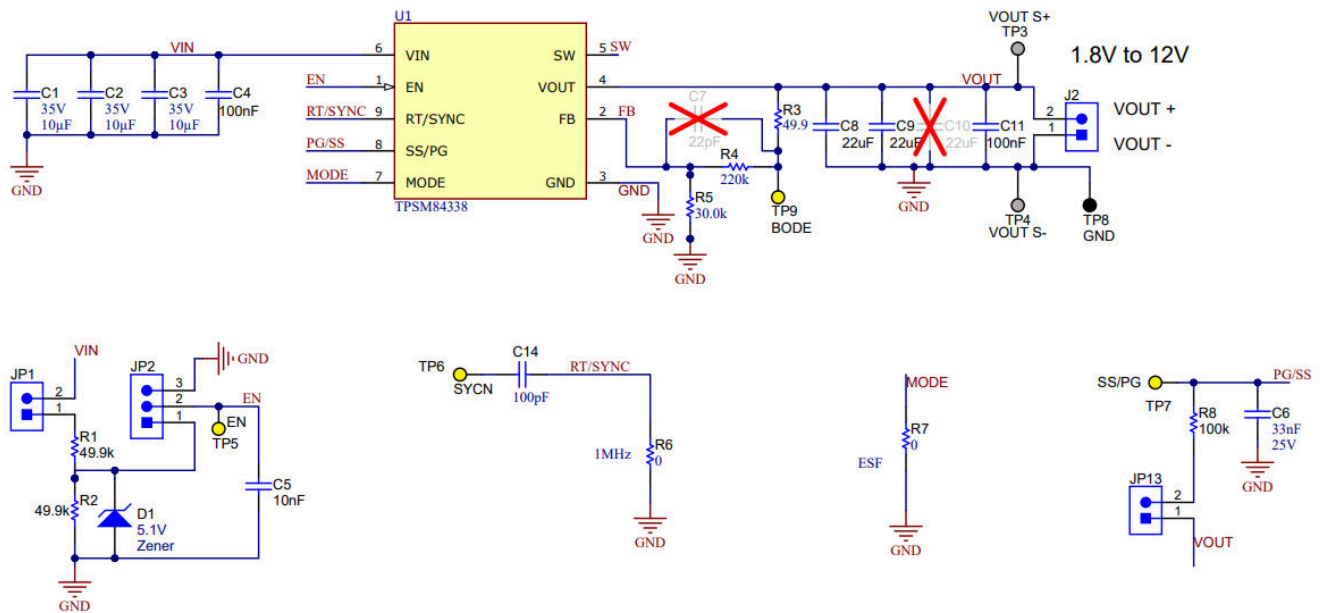 U1
VIN
6
VIN
SW
5
SW
EN
1
EN
VOUT
4
VOUT
RT/SYNC
9
RT/SYNC
FB
2
FB
PG/SS
8
SS/PG
MODE
7
MODE
GND
3
GND
TPSM84338
C1
35V
10µF
C2
35V
10µF
C3
35V
10µF
C4
100nF
GND
GND
C7
22pF
R3
49.9
R4
220k
R5
30.0k
GND
TP9
BODE
C8
22uF
C9
22uF
C10
22uF
C11
100nF
GND
VOUT S+
TP3
1.8V to 12V
J2
2
1
VOUT +
VOUT -
TP4
VOUT S-
TP8
GND
VIN
JP1
2
1
R1
49.9k
R2
49.9k
D1
5.1V
Zener
GND
JP2
3
2
1
GND
EN
EN
TP5
C5
10nF
TP6
SYCN
C14
100pF
RT/SYNC
1MHz
R6
0
GND
MODE
R7
0
ESF
GND
SS/PG
TP7
PG/SS
R8
100k
C6
33nF
25V
GND
JP13
2
1
VOUT